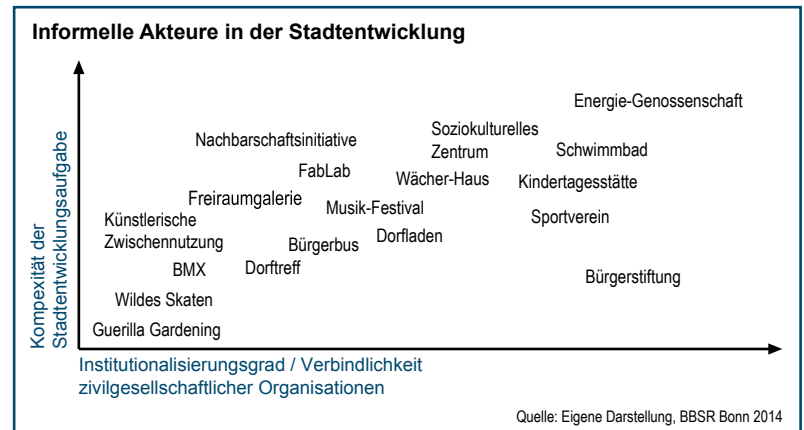 Informelle Akteure in der Stadtentwicklung
Kompexität der
Stadtentwicklungsaufgabe
Energie-Genossenschaft
Nachbarschaftsinitiative
Soziokulturelles
Zentrum
Schwimmbad
FabLab
Wächer-Haus
Kindertagesstätte
Freiraumgalerie
Musik-Festival
Sportverein
Künstlerische
Zwischennutzung
Bürgerbus
Dorfladen
BMX
Dorftreff
Bürgerstiftung
Wildes Skaten
Guerilla Gardening
Institutionalisierungsgrad / Verbindlichkeit
zivilgesellschaftlicher Organisationen
Quelle: Eigene Darstellung, BBSR Bonn 2014